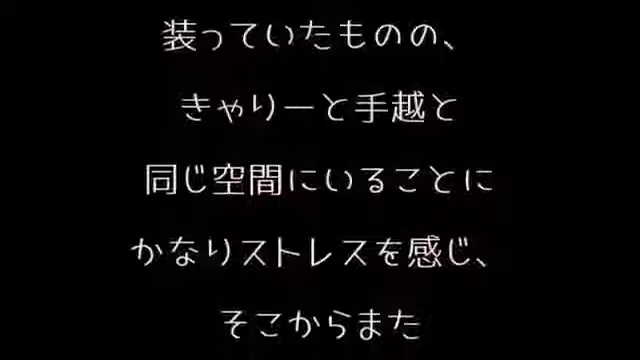 装っていたものの、
きゃりーと手越と
同じ空間にいることに
かなりストレスを感じ、
そこからまた